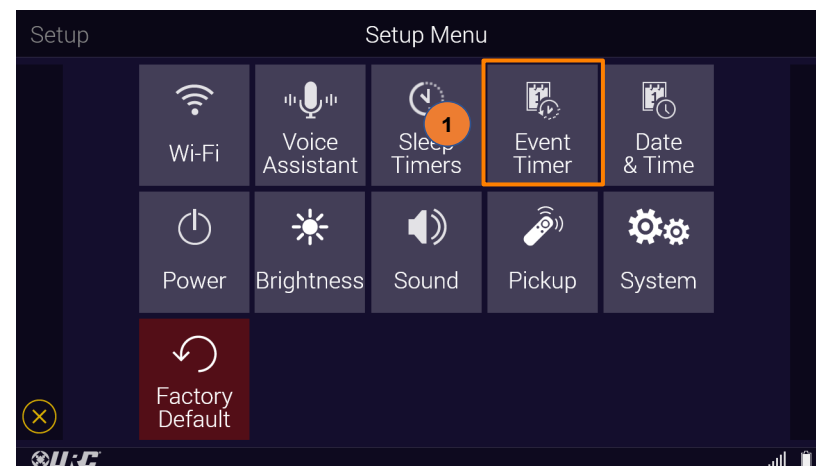 Setup
Setup Menu
Wi-Fi
Voice
Assistant
1
Sleep
Timers
Event
Timer
Date
& Time
Power
Brightness
Sound
Pickup
System
Factory
Default
URC